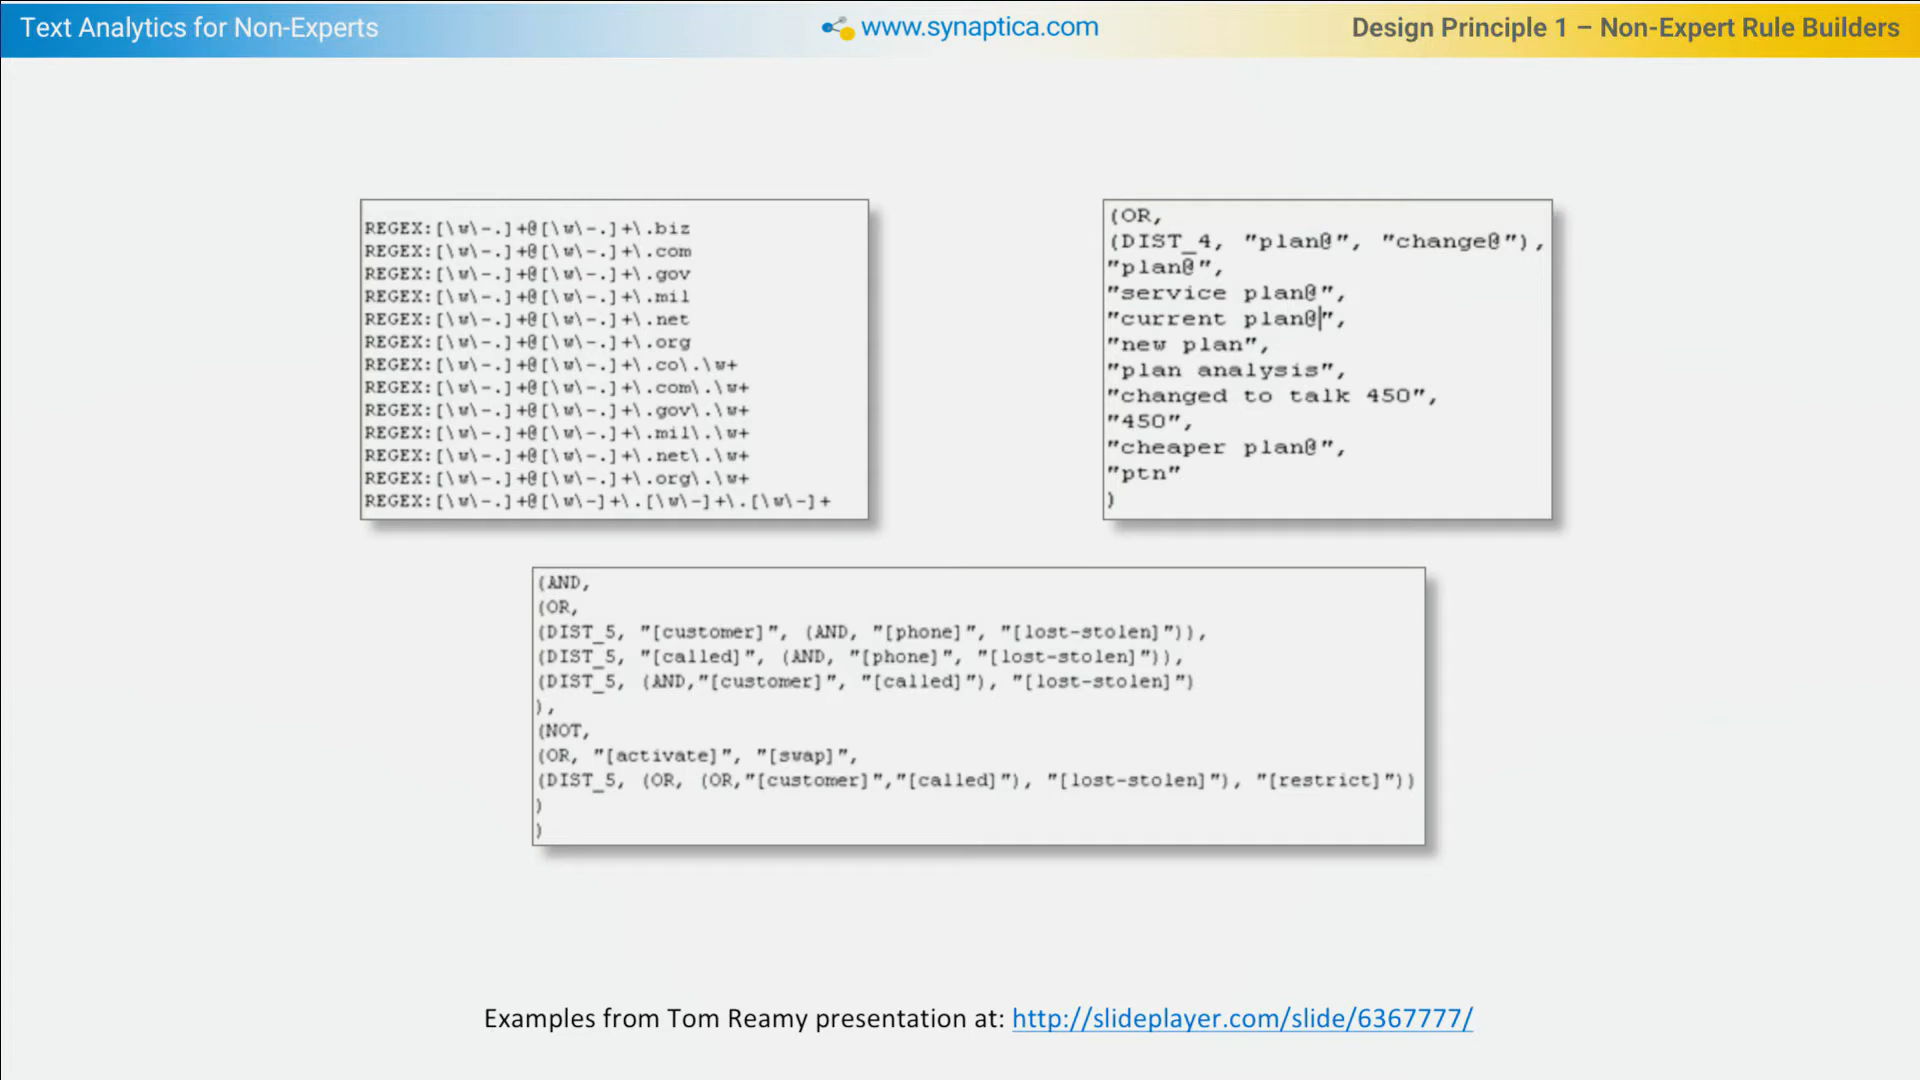 Text Analytics for Non-Experts
www.synaptica.com
Design Principle 1 – Non-Expert Rule Builders
REGEX:[\w\-.]+@[\w\-.]+\.biz
REGEX:[\w\-.]+@[\w\-.]+\.com
REGEX:[\w\-.]+@[\w\-.]+\.gov
REGEX:[\w\-.]+@[\w\-.]+\.mil
REGEX:[\w\-.]+@[\w\-.]+\.net
REGEX:[\w\-.]+@[\w\-.]+\.org
REGEX:[\w\-.]+@[\w\-.]+\.co\.\w+
REGEX:[\w\-.]+@[\w\-.]+\.com\.\w+
REGEX:[\w\-.]+@[\w\-.]+\.gov\.\w+
REGEX:[\w\-.]+@[\w\-.]+\.mil\.\w+
REGEX:[\w\-.]+@[\w\-.]+\.net\.\w+
REGEX:[\w\-.]+@[\w\-.]+\.org\.\w+
REGEX:[\w\-.]+@[\w\-]+\.[\w\-]+\.[\w\-]+
(OR,
(DIST_4, "plan@", "change@"),
"plan@",
"service plan@",
"current plan@",
"new plan",
"plan analysis",
"changed to talk 450",
"450",
"cheaper plan@",
"ptn"
)
(AND,
(OR,
(DIST_5, "[customer]", (AND, "[phone]", "[lost-stolen]")),
(DIST_5, "[called]", (AND, "[phone]", "[lost-stolen]")),
(DIST_5, (AND,"[customer]", "[called]"), "[lost-stolen]")
),
(NOT,
(OR, "[activate]", "[swap]",
(DIST_5, (OR, (OR,"[customer]","[called]"), "[lost-stolen]"), "[restrict]"))
)
)
Examples from Tom Reamy presentation at: http://slideplayer.com/slide/6367777/